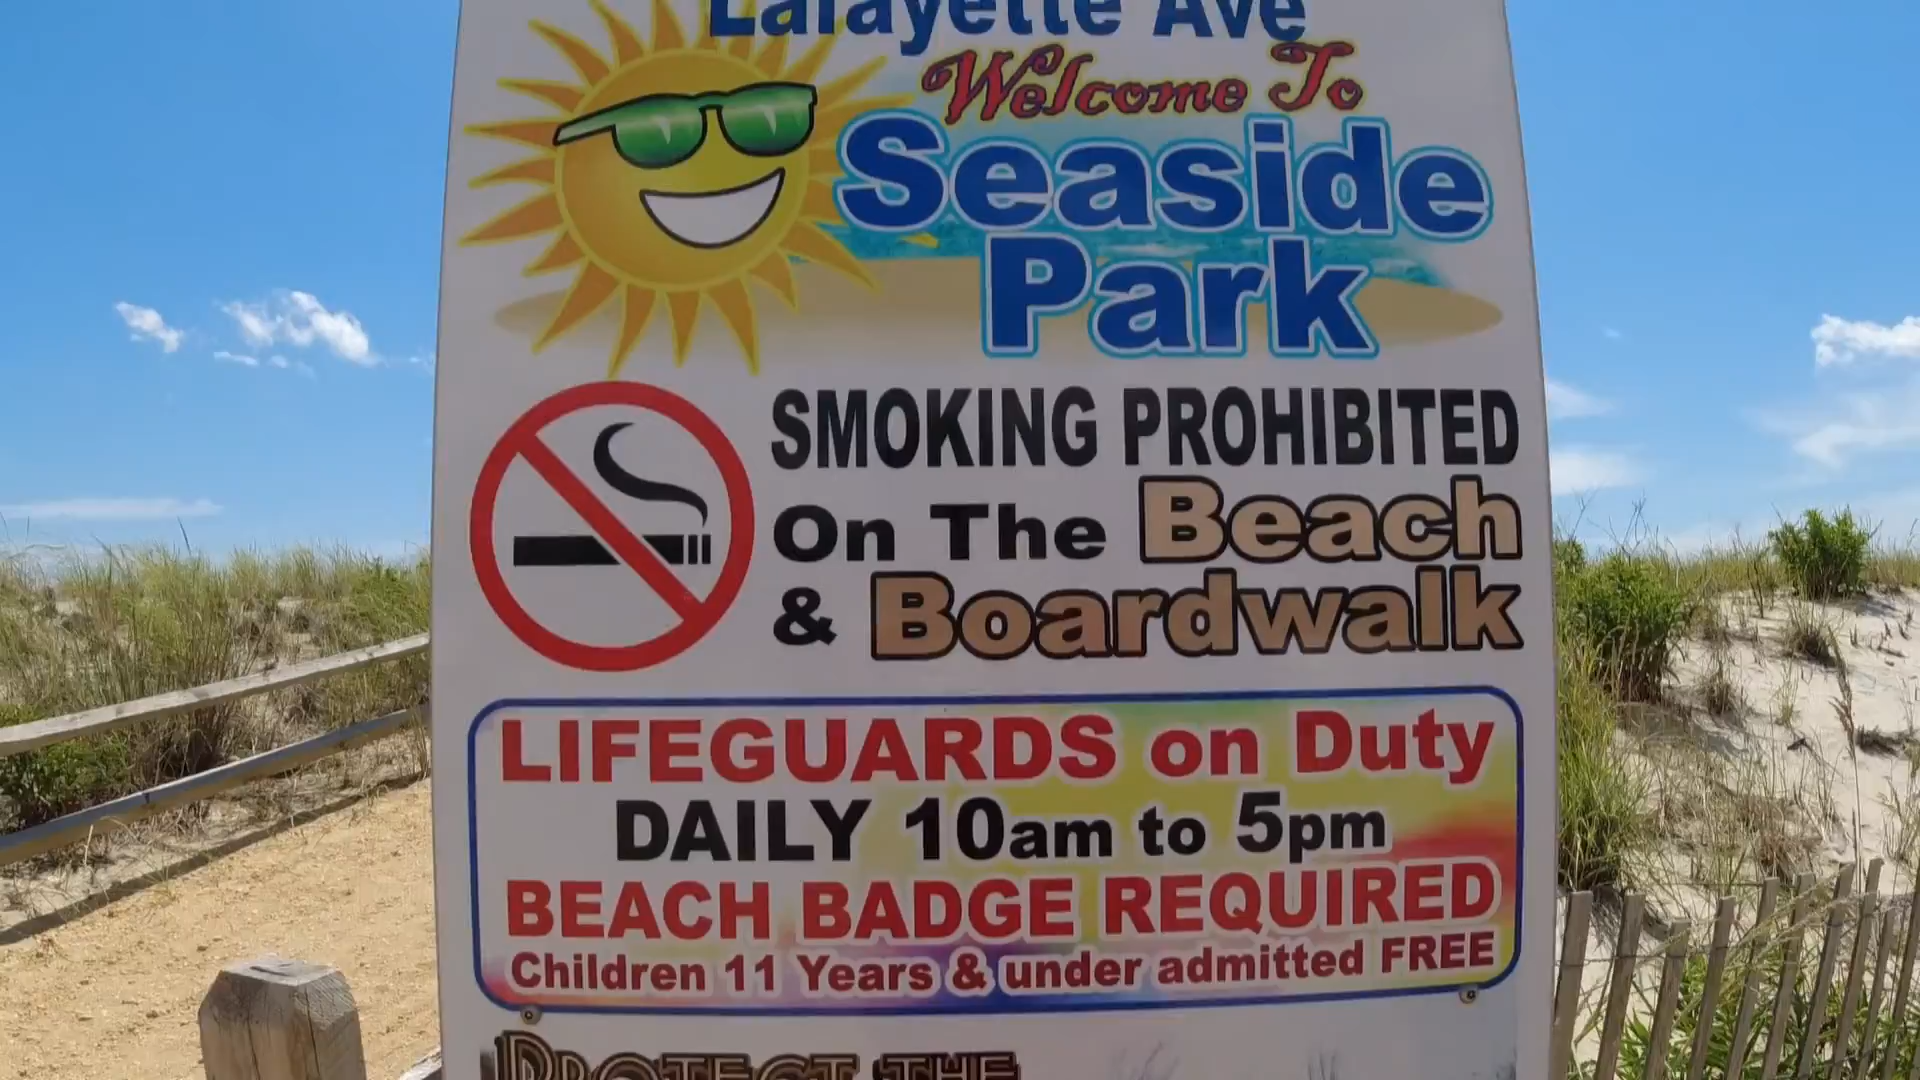 Lafayette Ave
Welcome To
Seaside
Park
SMOKING PROHIBITED
On The Beach
& Boardwalk
LIFEGUARDS on Duty
DAILY 10am to 5pm
BEACH BADGE REQUIRED
Children 11 Years & under admitted FREE
PROTECT THE